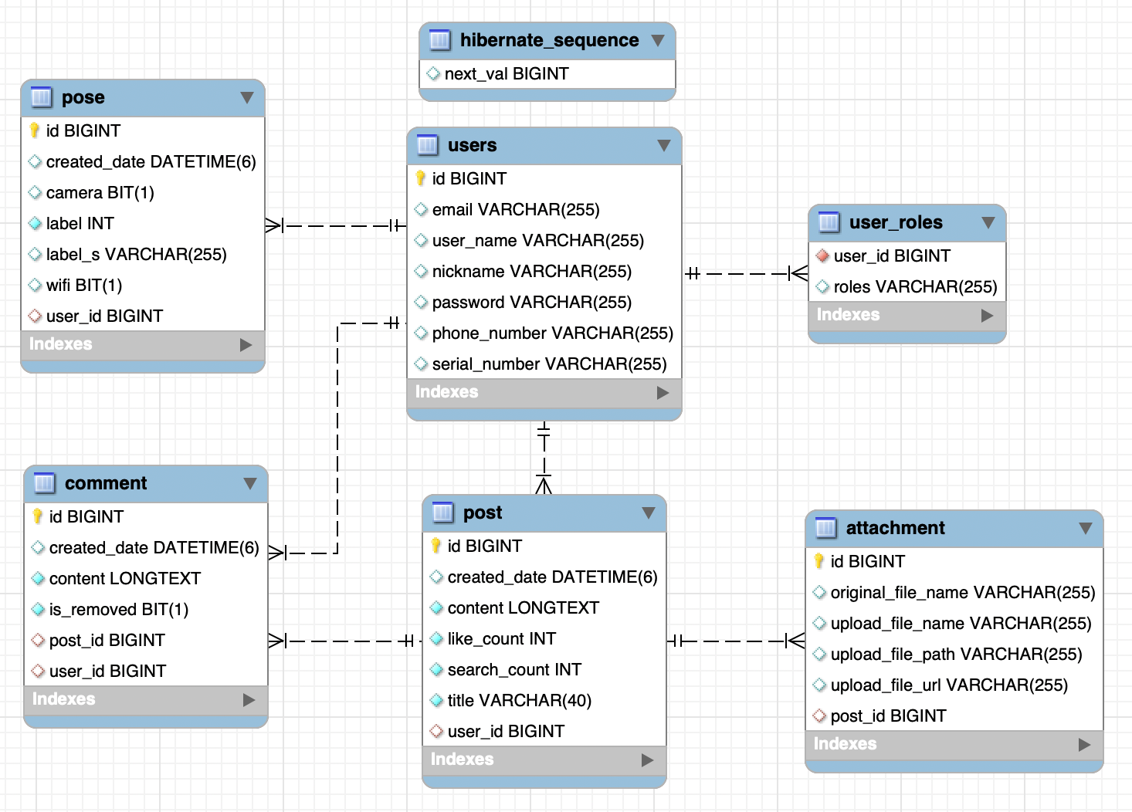 hibernate_sequence
next_val BIGINT
pose
id BIGINT
created_date DATETIME(6)
camera BIT(1)
label INT
label_s VARCHAR(255)
wifi BIT(1)
user_id BIGINT
Indexes
users
id BIGINT
email VARCHAR(255)
user_name VARCHAR(255)
nickname VARCHAR(255)
password VARCHAR(255)
phone_number VARCHAR(255)
serial_number VARCHAR(255)
Indexes
user_roles
user_id BIGINT
roles VARCHAR(255)
Indexes
comment
id BIGINT
created_date DATETIME(6)
content LONGTEXT
is_removed BIT(1)
post_id BIGINT
user_id BIGINT
Indexes
post
id BIGINT
created_date DATETIME(6)
content LONGTEXT
like_count INT
search_count INT
title VARCHAR(40)
user_id BIGINT
Indexes
attachment
id BIGINT
original_file_name VARCHAR(255)
upload_file_name VARCHAR(255)
upload_file_path VARCHAR(255)
upload_file_url VARCHAR(255)
post_id BIGINT
Indexes